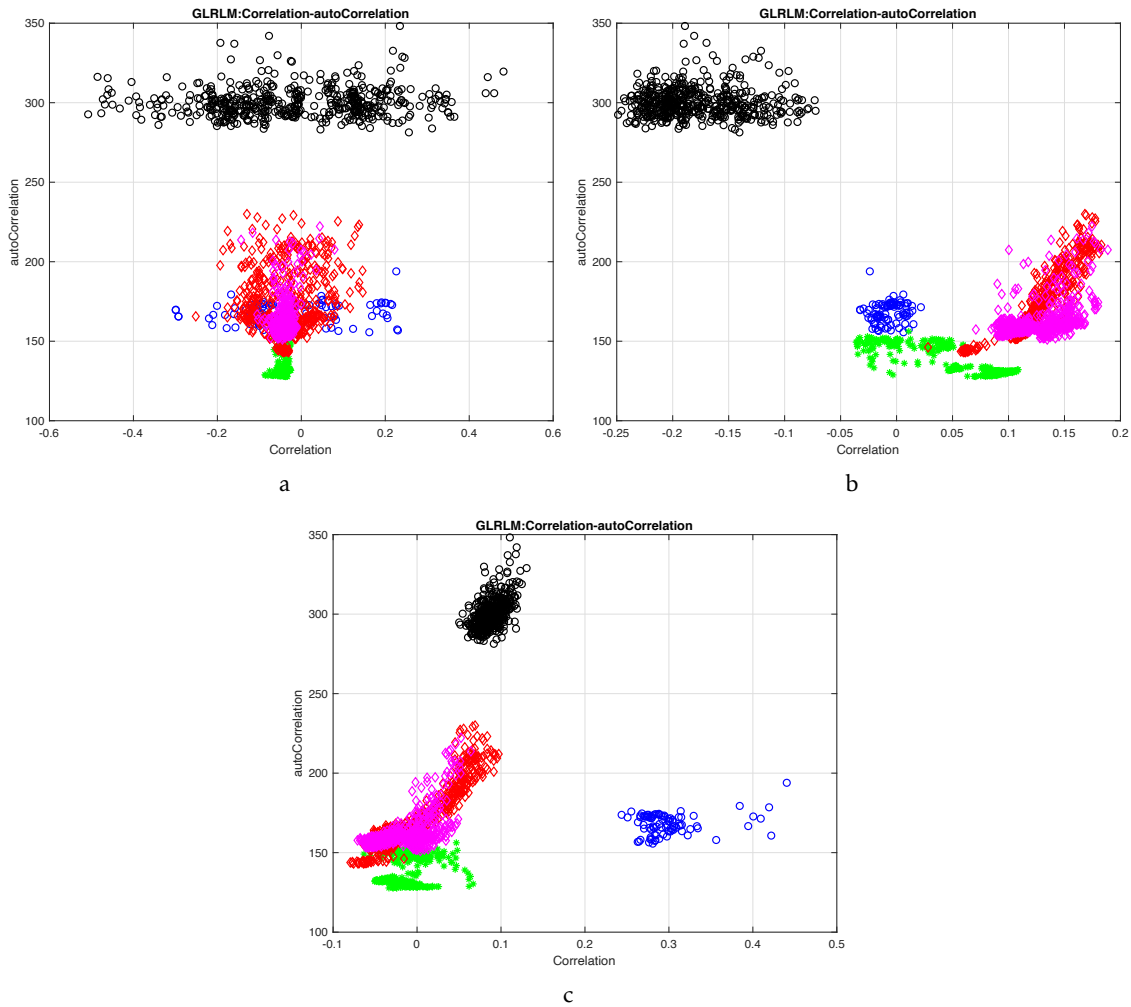 GLRLM:Correlation-autoCorrelation
350
300
250
200
150
100
autoCorrelation
-0.6 -0.4 -0.2 0 0.2 0.4 0.6
Correlation
a
GLRLM:Correlation-autoCorrelation
350
300
250
200
150
100
autoCorrelation
-0.25 -0.2 -0.15 -0.1 -0.05 0 0.05 0.1 0.15 0.2
Correlation
b
GLRLM:Correlation-autoCorrelation
350
300
250
200
150
100
autoCorrelation
-0.1 0 0.1 0.2 0.3 0.4 0.5
Correlation
c